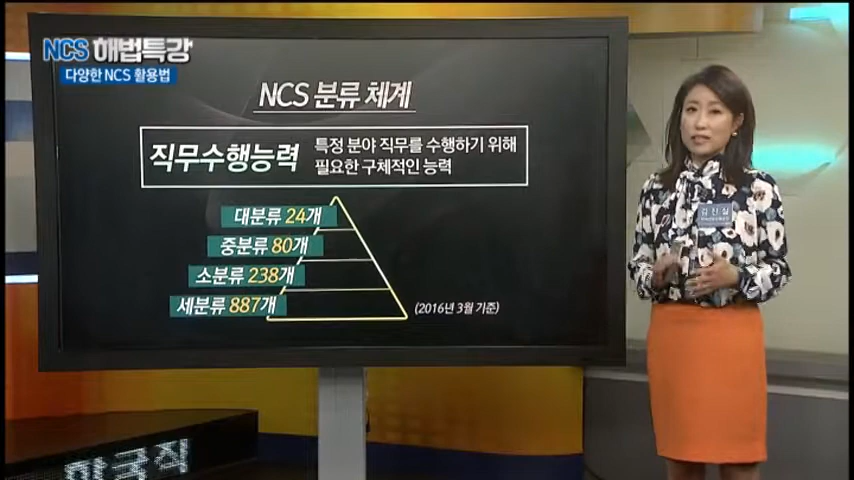 NCS 해법특강
다양한 NCS 활용법
NCS 분류 체계
직무수행능력
특정 분야 직무를 수행하기 위해
필요한 구체적인 능력
대분류 24개
중분류 80개
소분류 238개
세분류 887개
(2016년 3월 기준)
김진실